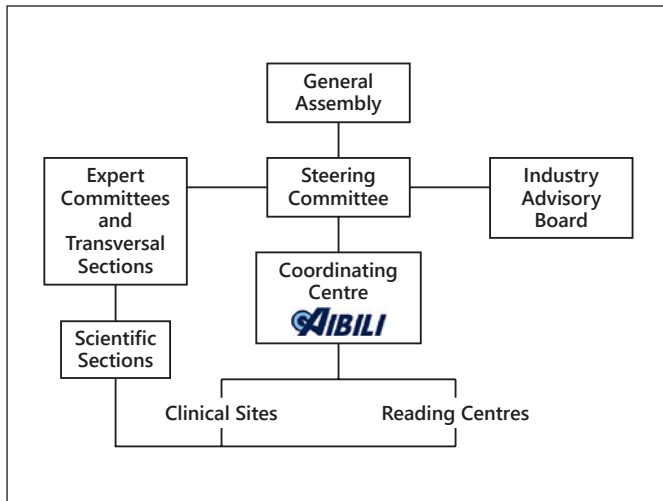 General
Assembly
Expert
Committees
and
Transversal
Sections
Steering
Committee
Industry
Advisory
Board
Coordinating
Centre
AIBILI
Scientific
Sections
Clinical Sites
Reading Centres